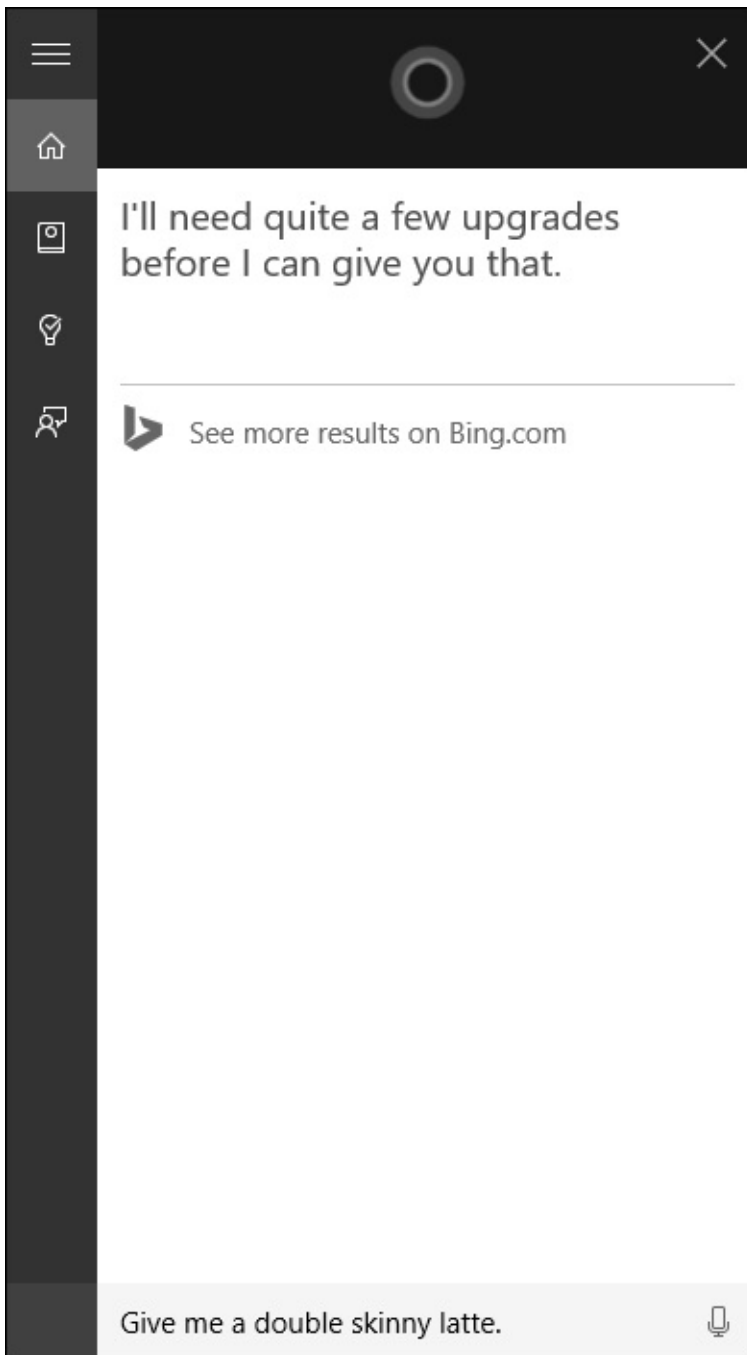 I'll need quite a few upgrades
before I can give you that.
See more results on Bing.com
Give me a double skinny latte.